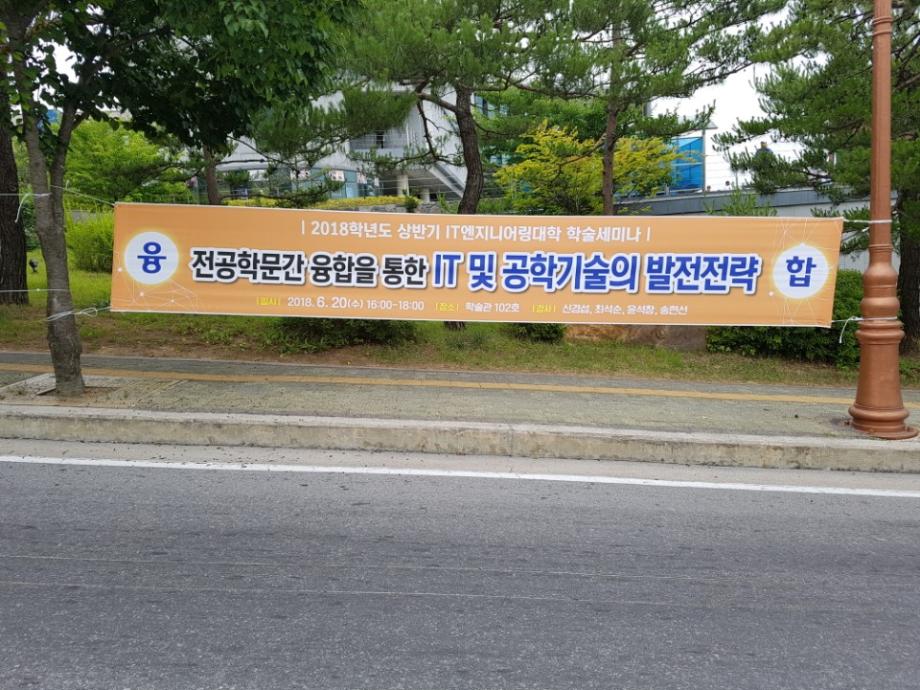 | 2018학년도 상반기 IT엔지니어링대학 학술세미나 |
융 전공학문간 융합을 통한 IT 및 공학기술의 발전전략 합
|일시| 2018. 6. 20(수) 16:00-18:00 |장소| 학술관 102호 |강사| 신경섭, 최석순, 윤석창, 송현선